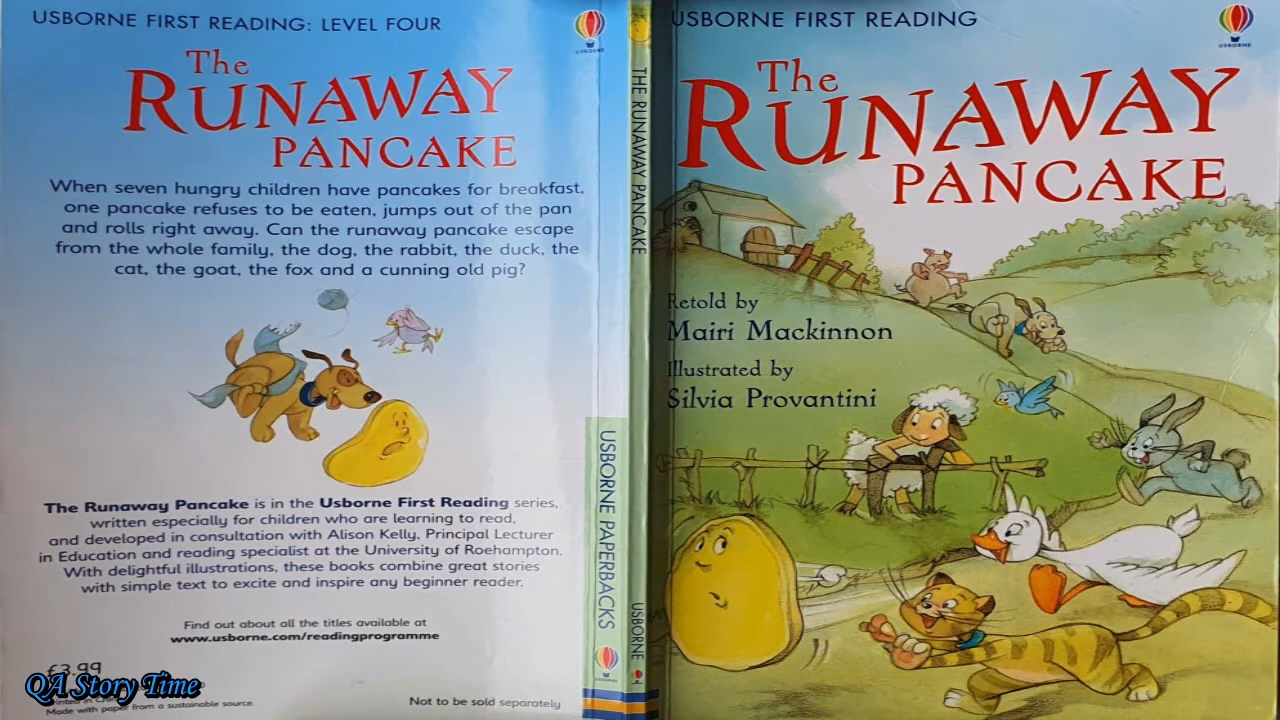 USBORNE FIRST READING: LEVEL FOUR
USBORNE
The
RUNAWAY
PANCAKE
When seven hungry children have pancakes for breakfast,
one pancake refuses to be eaten, jumps out of the pan
and rolls right away. Can the runaway pancake escape
from the whole family, the dog, the rabbit, the duck, the
cat, the goat, the fox and a cunning old pig?
The Runaway Pancake is in the Usborne First Reading series,
written especially for children who are learning to read,
and developed in consultation with Alison Kelly, Principal Lecturer
in Education and reading specialist at the University of Roehampton.
With delightful illustrations, these books combine great stories
with simple text to excite and inspire any beginner reader.
Find out about all the titles available at
www.usborne.com/readingprogramme
£3.99
QA Story Time
Printed in
Made with paper from a sustainable source.
Not to be sold separately
USBORNE PAPERBACKS
USBORNE
THE RUNAWAY PANCAKE
USBORNE
USBORNE FIRST READING
USBORNE
The
RUNAWAY
PANCAKE
Retold by
Mairi Mackinnon
Illustrated by
Silvia Provantini